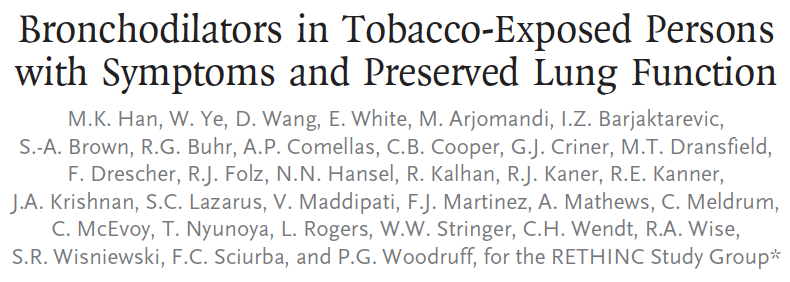 Bronchodilators in Tobacco-Exposed Persons
with Symptoms and Preserved Lung Function
M.K. Han, W. Ye, D. Wang, E. White, M. Arjomandi, I.Z. Barjaktarevic,
S.-A. Brown, R.G. Buhr, A.P. Comellas, C.B. Cooper, G.J. Criner, M.T. Dransfield,
F. Drescher, R.J. Folz, N.N. Hansel, R. Kalhan, R.J. Kaner, R.E. Kanner,
J.A. Krishnan, S.C. Lazarus, V. Maddipati, F.J. Martinez, A. Mathews, C. Meldrum,
C. McEvoy, T. Nyunoya, L. Rogers, W.W. Stringer, C.H. Wendt, R.A. Wise,
S.R. Wisniewski, F.C. Sciurba, and P.G. Woodruff, for the RETHINC Study Group*